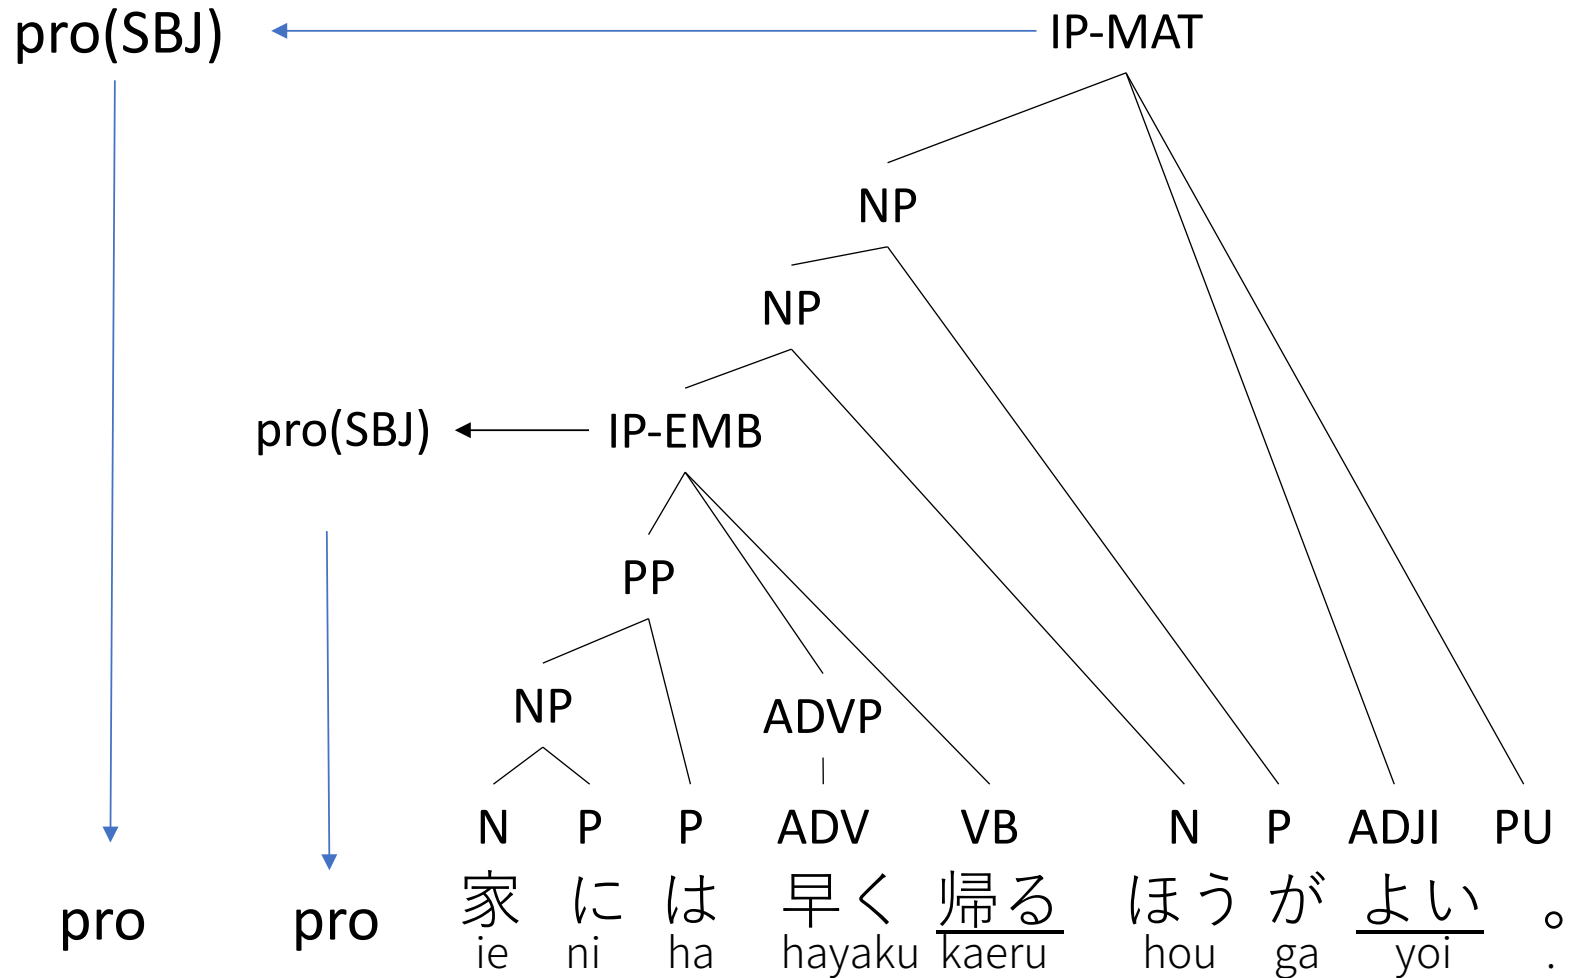 pro(SBJ) IP-MAT
NP
NP
pro(SBJ) IP-EMB
PP
NP ADVP
N P P ADV VB N P ADJI PU
pro pro 家 に は 早く 帰る ほう が よい 。
ie ni ha hayaku kaeru hou ga yoi .